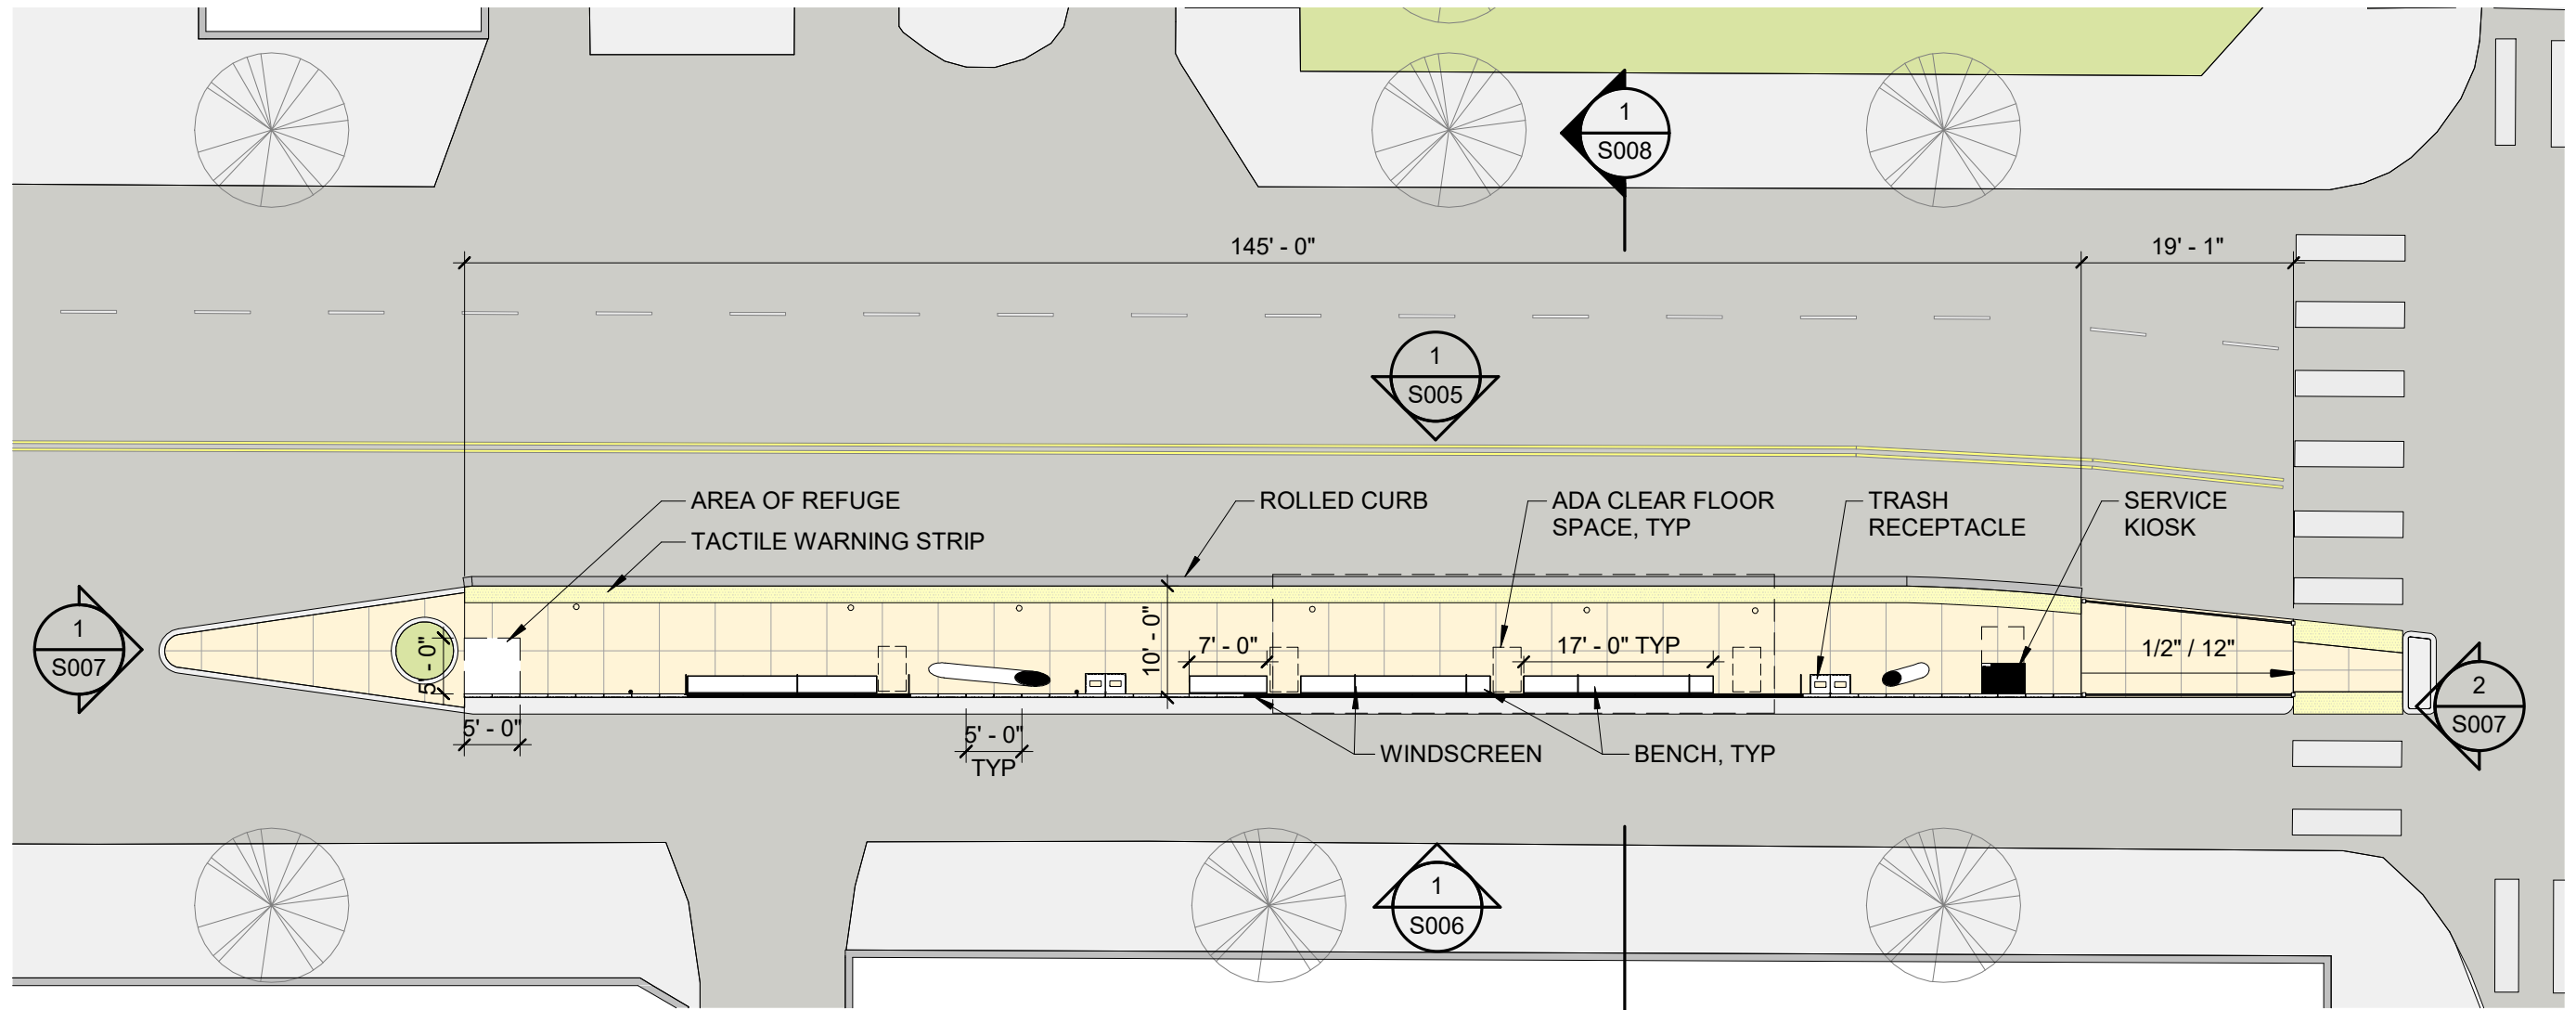 1
S008
145' - 0"
19' - 1"
1
S005
AREA OF REFUGE
TACTILE WARNING STRIP
ROLLED CURB
ADA CLEAR FLOOR
SPACE, TYP
TRASH
RECEPTACLE
SERVICE
KIOSK
1
S007
5' - 0"
10' - 0"
7' - 0"
17' - 0" TYP
1/2" / 12"
2
S007
5' - 0"
5' - 0"
TYP
WINDSCREEN
BENCH, TYP
1
S006